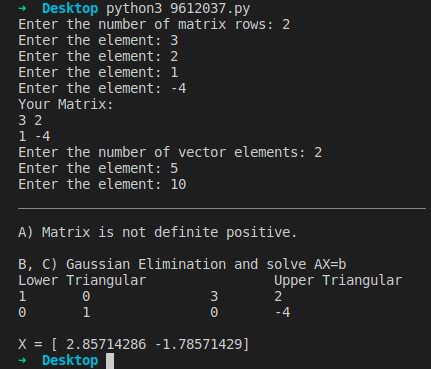 ➜ Desktop python3 9612037.py
Enter the number of matrix rows: 2
Enter the element: 3
Enter the element: 2
Enter the element: 1
Enter the element: -4
Your Matrix:
3 2
1 -4
Enter the number of vector elements: 2
Enter the element: 5
Enter the element: 10
A) Matrix is not definite positive.
B, C) Gaussian Elimination and solve AX=b
Lower Triangular Upper Triangular
1 0 3 2
0 1 0 -4
X = [ 2.85714286 -1.78571429]
➜ Desktop